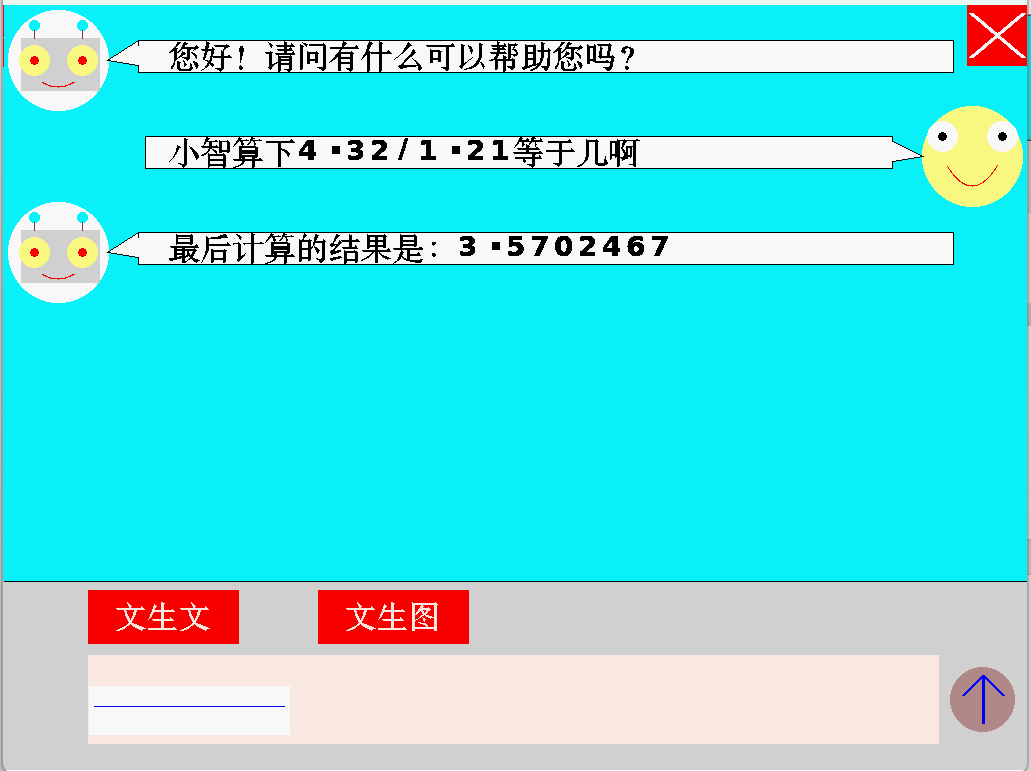 您好！请问有什么可以帮助您吗？
小智算下4.32/1.21等于几啊
最后计算的结果是：3.5702467
文生文
文生图